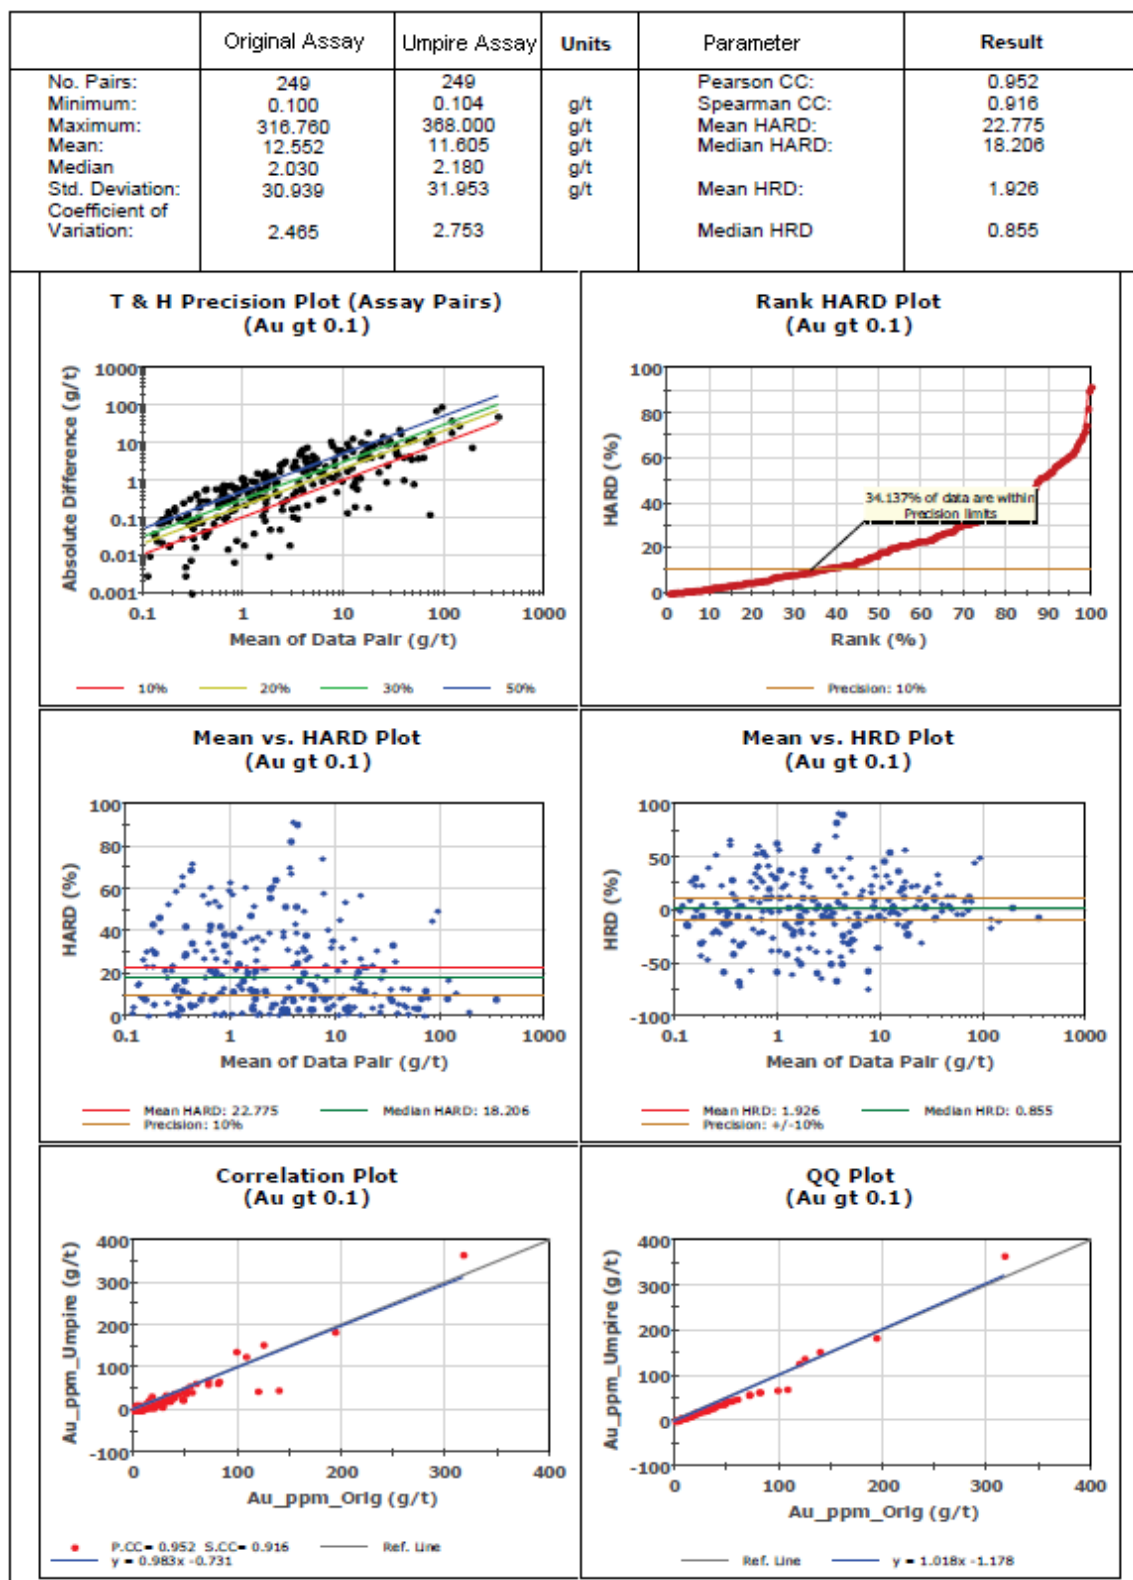 Original Assay Umpire Assay Units Parameter Result
No. Pairs: 249 249 Pearson CC: 0.952
Minimum: 0.100 0.104 g/t Spearman CC: 0.916
Maximum: 316.760 368.000 g/t Mean HARD: 22.775
Mean: 12.552 11.605 g/t Median HARD: 18.206
Median 2.030 2.180 g/t
Std. Deviation: 30.939 31.953 g/t Mean HRD: 1.926
Coefficient of
Variation: 2.465 2.753 Median HRD 0.855
T & H Precision Plot (Assay Pairs)
(Au gt 0.1)
Absolute Difference (g/t)
1000
100
10
1
0.1
0.01
0.001
0.1 1 10 100 1000
Mean of Data Pair (g/t)
10% 20% 30% 50%
Rank HARD Plot
(Au gt 0.1)
HARD (%)
100
80
60
40
20
0
34.137% of data are within
Precision limits
0 10 20 30 40 50 60 70 80 90 100
Rank (%)
Precision: 10%
Mean vs. HARD Plot
(Au gt 0.1)
HARD (%)
100
80
60
40
20
0
0.1 1 10 100 1000
Mean of Data Pair (g/t)
Mean HARD: 22.775 Median HARD: 18.206
Precision: 10%
Mean vs. HRD Plot
(Au gt 0.1)
HRD (%)
100
50
0
-50
-100
0.1 1 10 100 1000
Mean of Data Pair (g/t)
Mean HRD: 1.926 Median HRD: 0.855
Precision: +/-10%
Correlation Plot
(Au gt 0.1)
Au_ppm_Umpire (g/t)
400
300
200
100
0
-100
0 100 200 300 400
Au_ppm_Orig (g/t)
P.CC= 0.952 S.CC= 0.916 Ref. Line
y = 0.983x -0.731
QQ Plot
(Au gt 0.1)
Au_ppm_Umpire (g/t)
400
300
200
100
0
-100
0 100 200 300 400
Au_ppm_Orig (g/t)
Ref. Line y = 1.018x -1.178